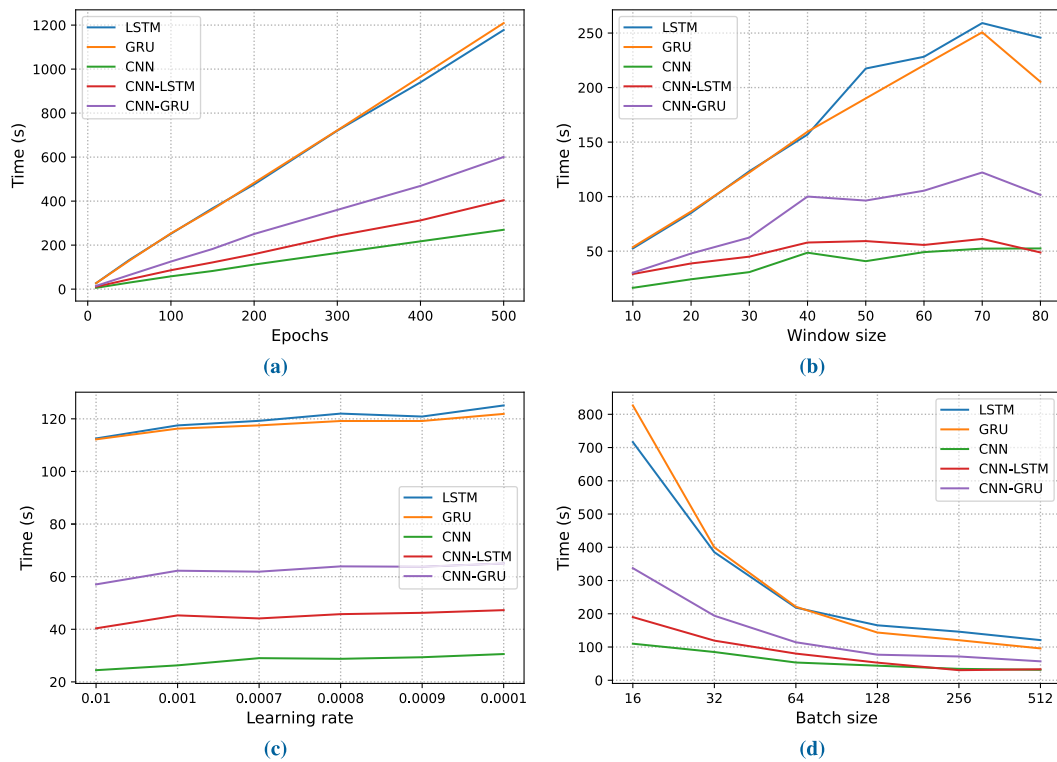 1200
1000
800
600
400
200
0
Time (s)
LSTM
GRU
CNN
CNN-LSTM
CNN-GRU
0 100 200 300 400 500
Epochs
(a)
250
200
150
100
50
Time (s)
LSTM
GRU
CNN
CNN-LSTM
CNN-GRU
10 20 30 40 50 60 70 80
Window size
(b)
120
100
80
60
40
20
Time (s)
LSTM
GRU
CNN
CNN-LSTM
CNN-GRU
0.01 0.001 0.0007 0.0008 0.0009 0.0001
Learning rate
(c)
800
700
600
500
400
300
200
100
0
Time (s)
LSTM
GRU
CNN
CNN-LSTM
CNN-GRU
16 32 64 128 256 512
Batch size
(d)